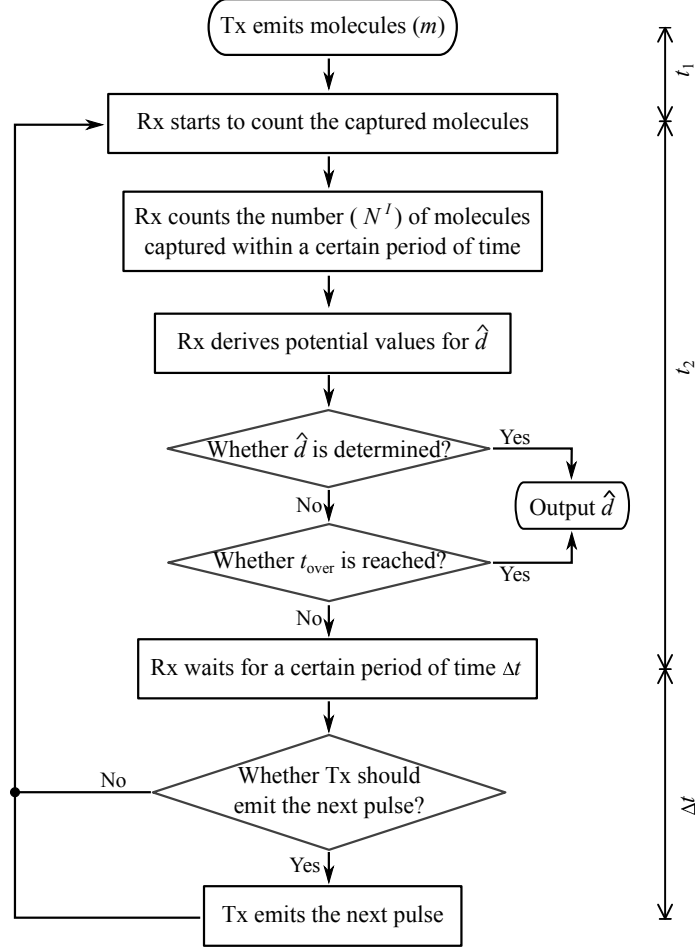 Tx emits molecules (m)
t₁
Rx starts to count the captured molecules
Rx counts the number ( Nᴵ ) of molecules
captured within a certain period of time
Rx derives potential values for d̂
t₂
Whether d̂ is determined?
Yes
No
Output d̂
Whether t_over is reached?
Yes
No
Rx waits for a certain period of time Δt
Whether Tx should
emit the next pulse?
No
Yes
Δt
Tx emits the next pulse